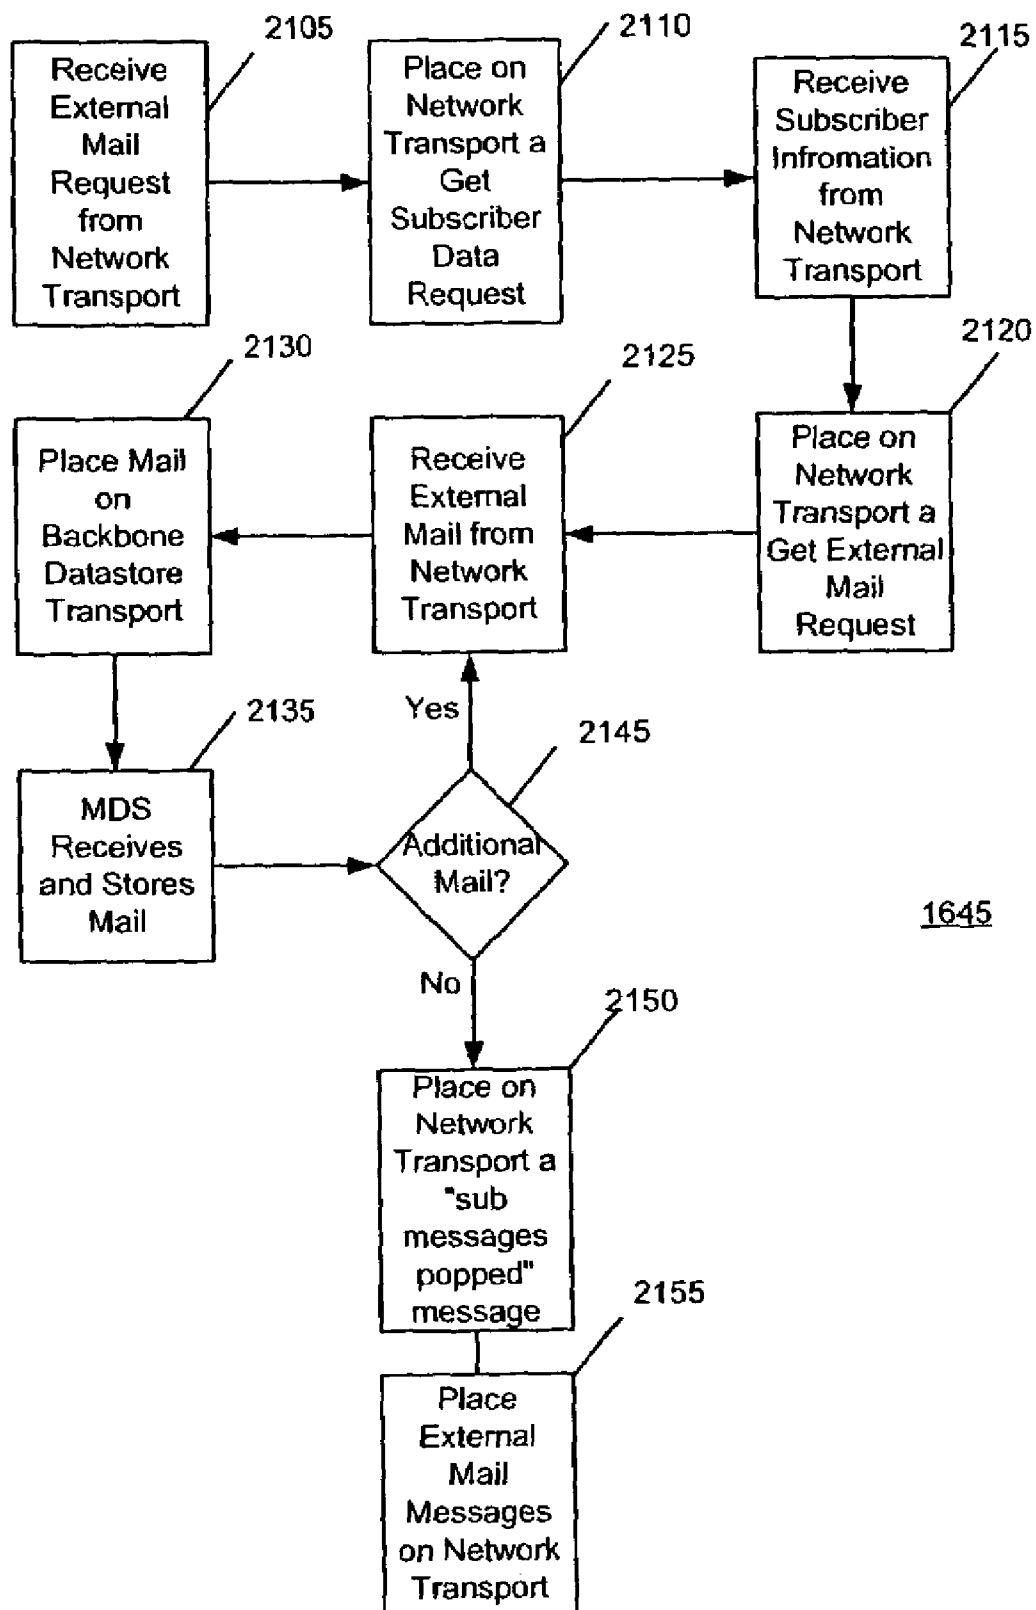 2105
Receive
External
Mail
Request
from
Network
Transport
2110
Place on
Network
Transport a
Get
Subscriber
Data
Request
2115
Receive
Subscriber
Infromation
from
Network
Transport
2120
Place on
Network
Transport a
Get External
Mail
Request
2125
Receive
External
Mail from
Network
Transport
2130
Place Mail
on
Backbone
Datastore
Transport
2135
MDS
Receives
and Stores
Mail
2145
Additional
Mail?
Yes
No
1645
2150
Place on
Network
Transport a
"sub
messages
popped"
message
2155
Place
External
Mail
Messages
on Network
Transport